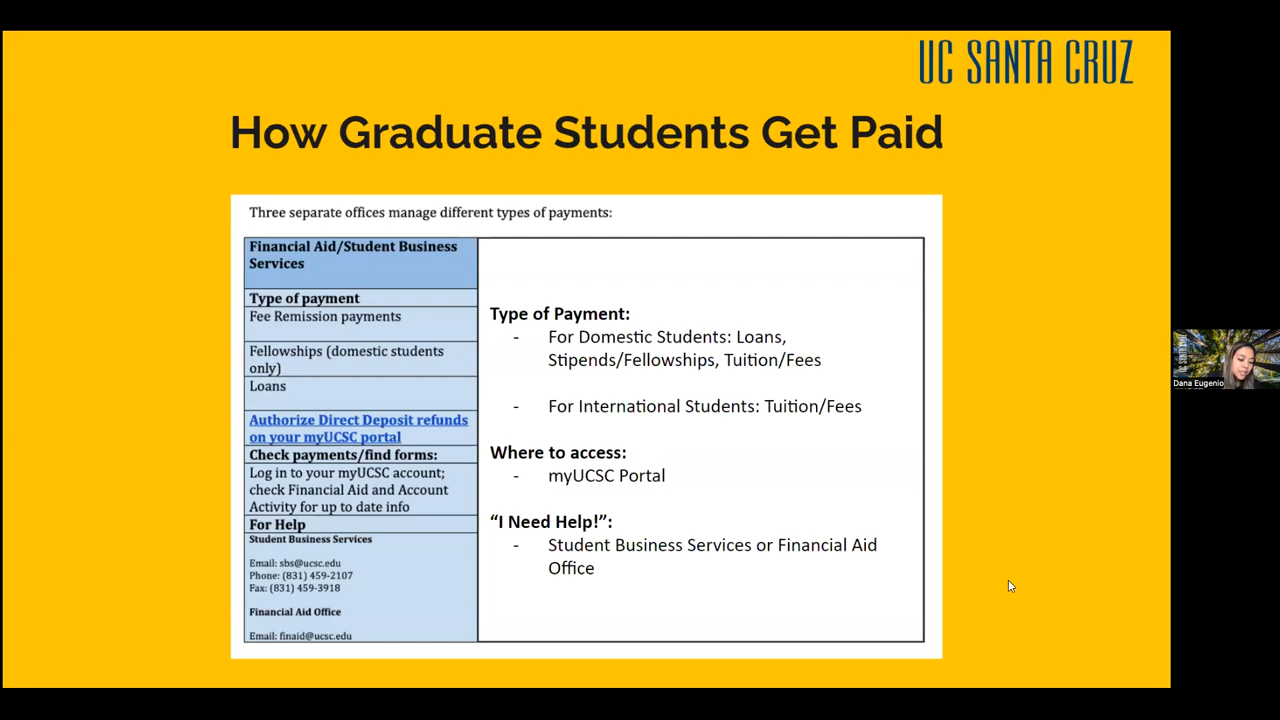 UC SANTA CRUZ
How Graduate Students Get Paid
Three separate offices manage different types of payments:
Financial Aid/Student Business
Services
Type of payment
Fee Remission payments
Fellowships (domestic students
only)
Loans
Authorize Direct Deposit refunds
on your myUCSC portal
Check payments/find forms:
Log in to your myUCSC account;
check Financial Aid and Account
Activity for up to date info
For Help
Student Business Services
Email: sbs@ucsc.edu
Phone: (831) 459-2107
Fax: (831) 459-3918
Financial Aid Office
Email: finaid@ucsc.edu
Type of Payment:
- For Domestic Students: Loans,
Stipends/Fellowships, Tuition/Fees
- For International Students: Tuition/Fees
Where to access:
- myUCSC Portal
“I Need Help!”:
- Student Business Services or Financial Aid
Office
UC SANTA CRUZ
Dana Eugenio